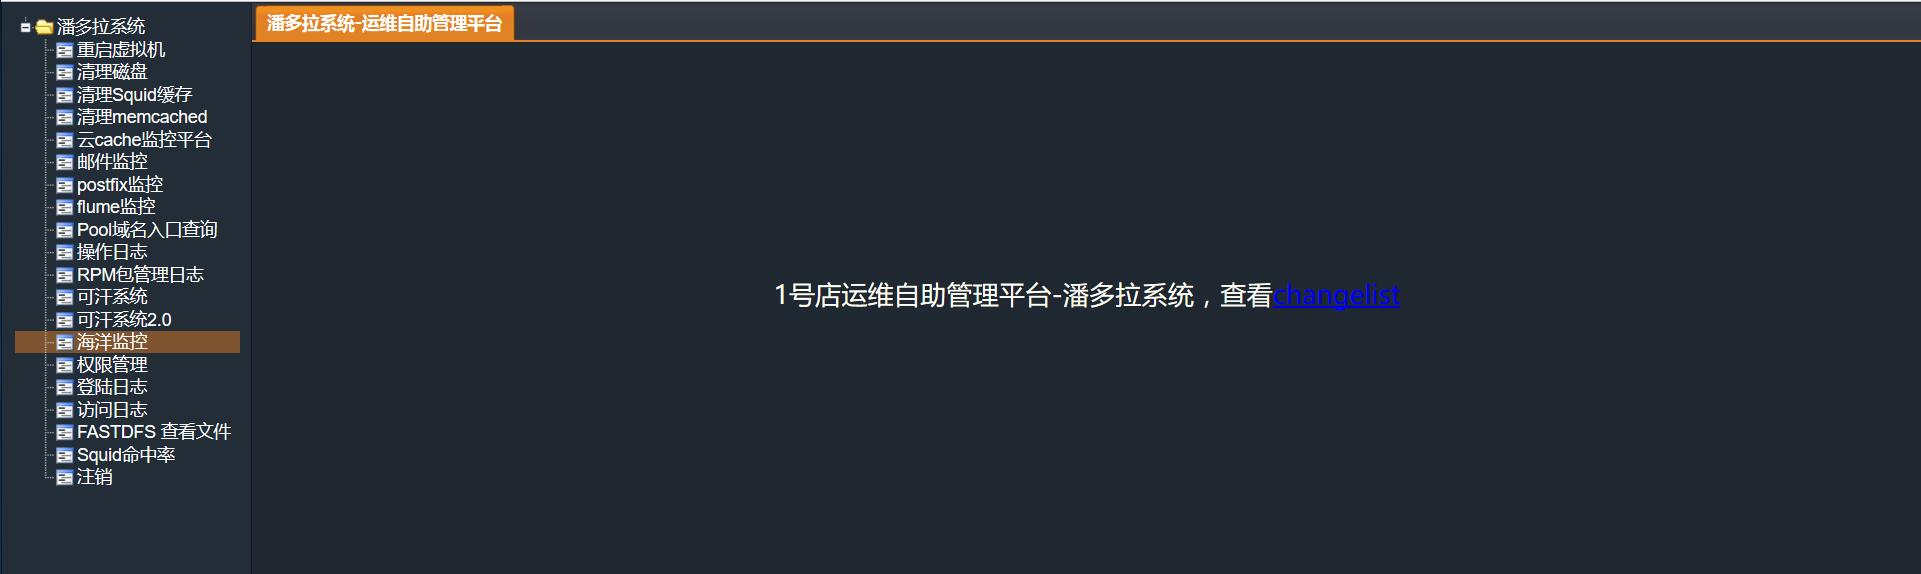 潘多拉系统
重启虚拟机
清理磁盘
清理Squid缓存
清理memcached
云cache监控平台
邮件监控
postfix监控
flume监控
Pool域名入口查询
操作日志
RPM包管理日志
可汗系统
可汗系统2.0
海洋监控
权限管理
登陆日志
访问日志
FASTDFS 查看文件
Squid命中率
注销
潘多拉系统-运维自助管理平台
1号店运维自助管理平台-潘多拉系统，查看changelist